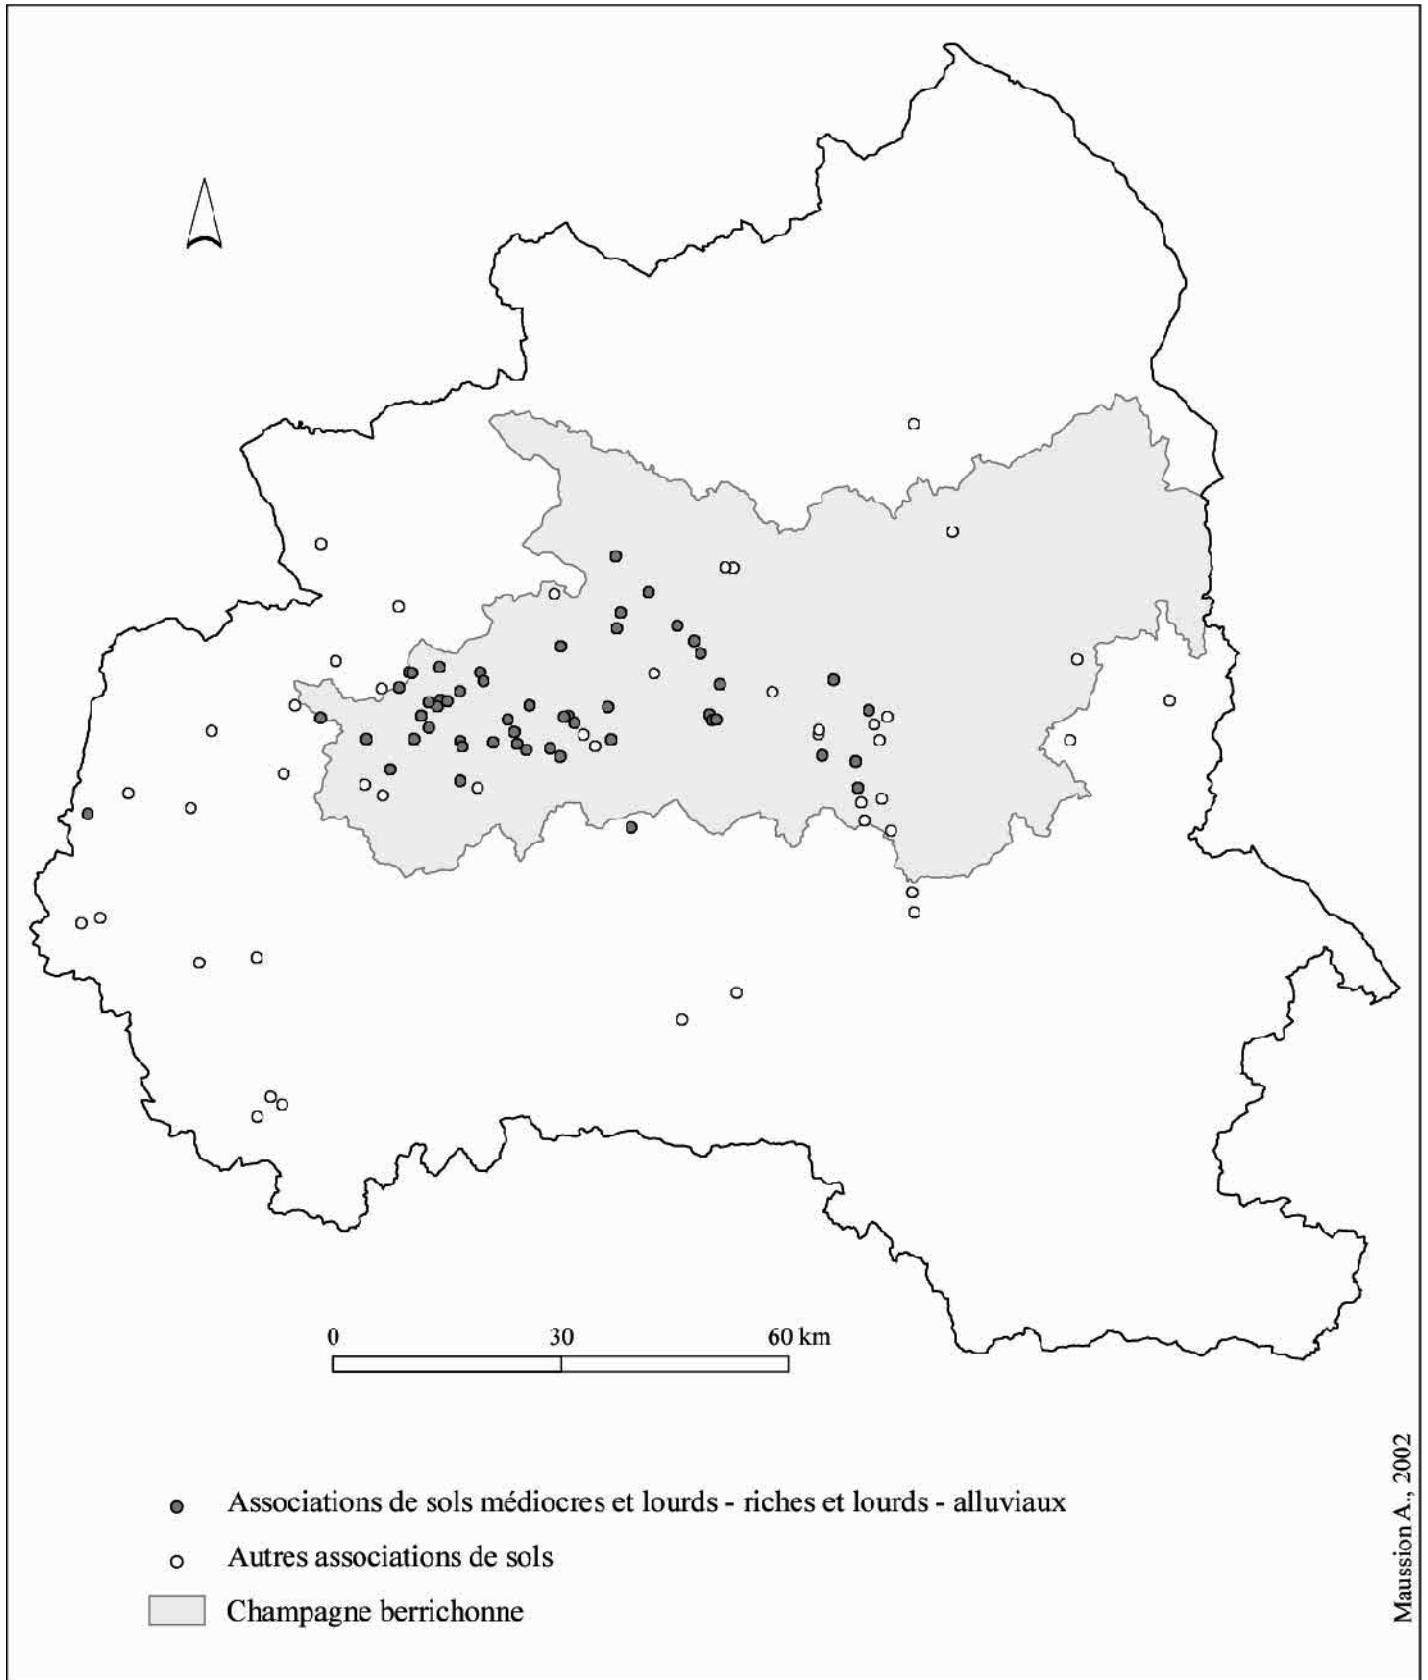 0 30 60 km
Associations de sols médiocres et lourds - riches et lourds - alluviaux
Autres associations de sols
Champagne berrichonne
Maussion A., 2002